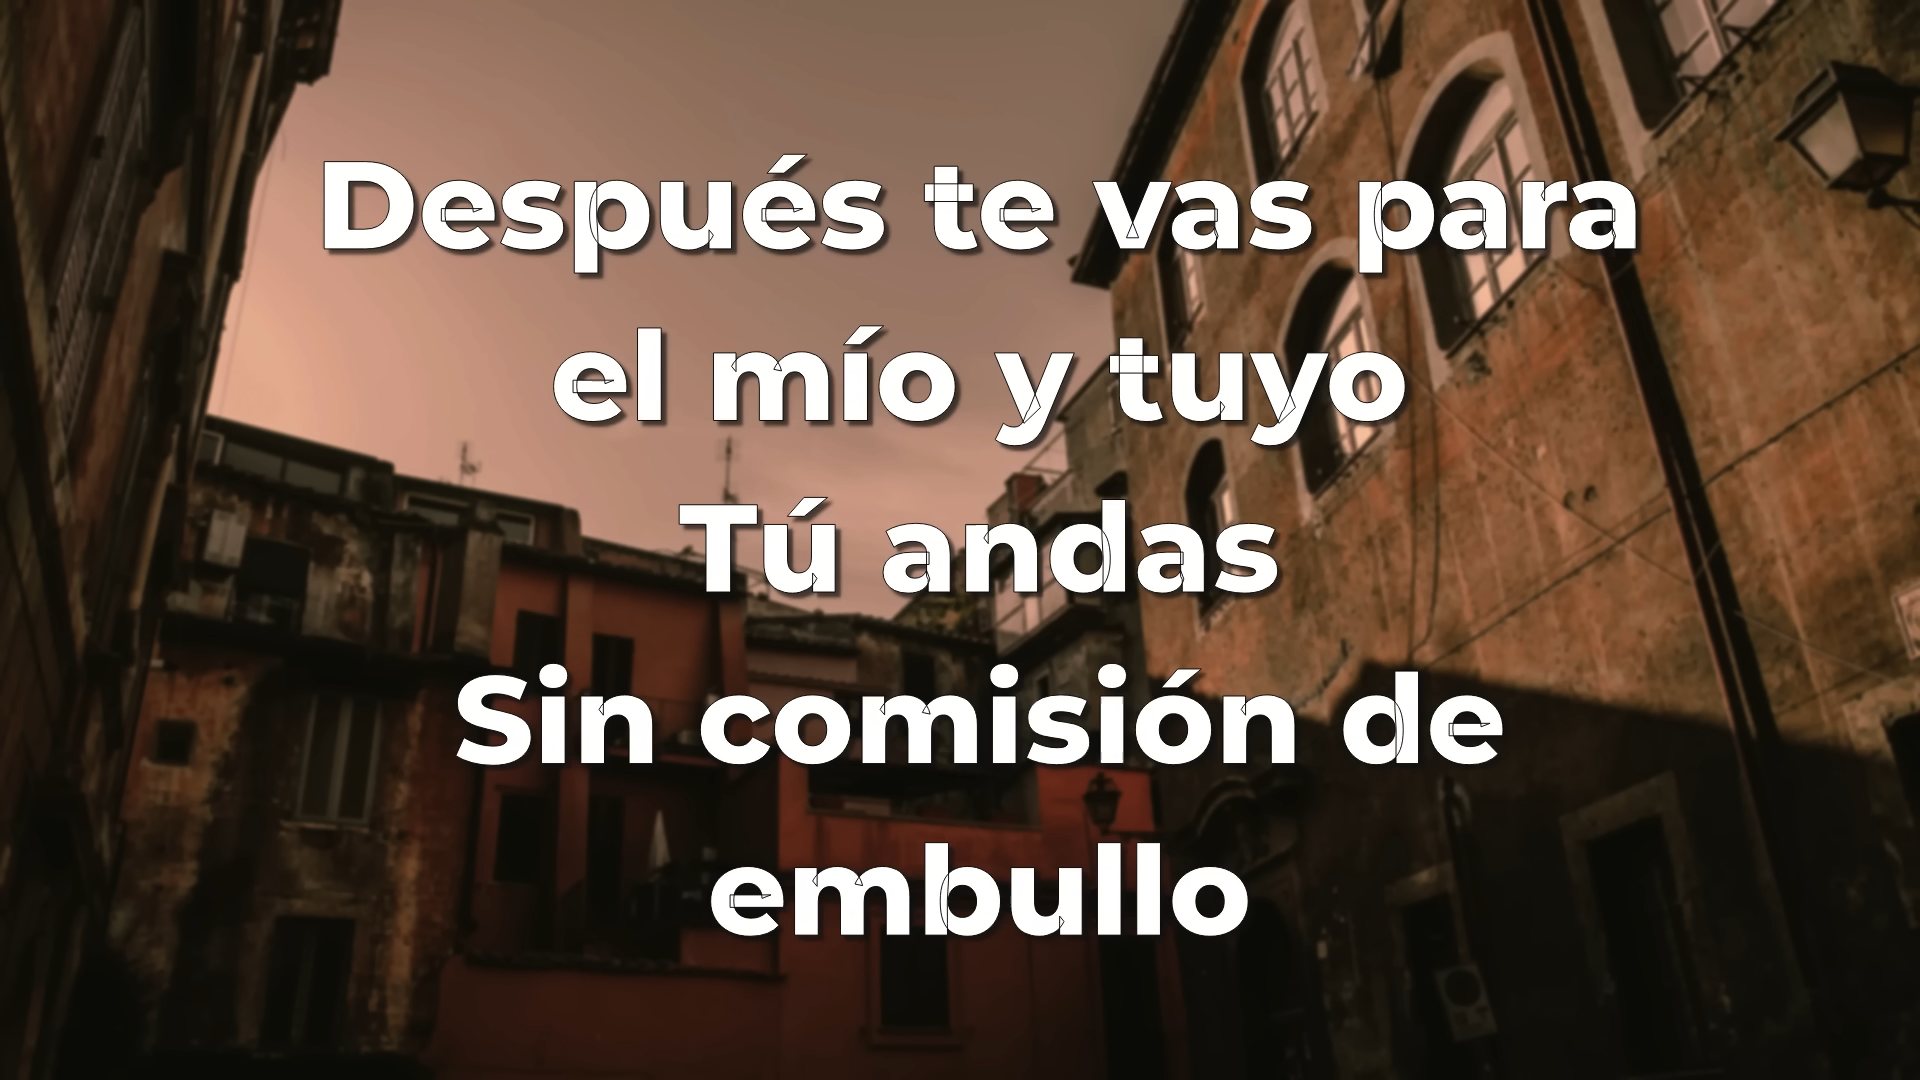 Después te vas para
el mío y tuyo
Tú andas
Sin comisión de
embullo